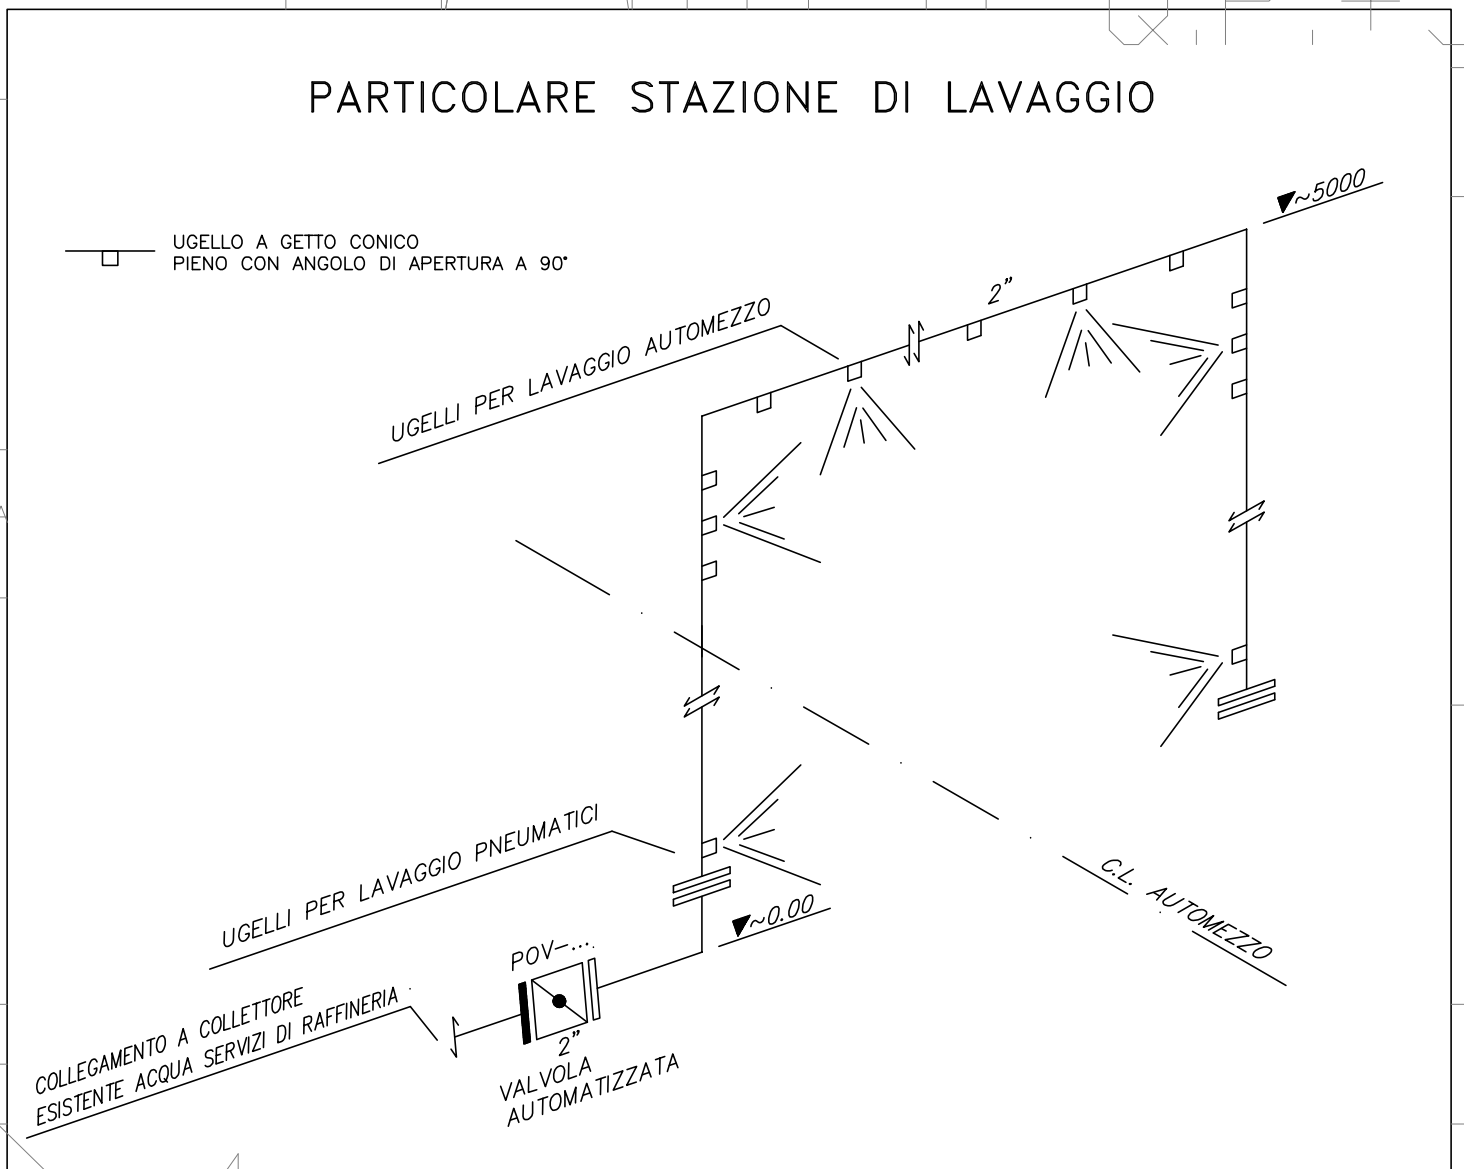 PARTICOLARE STAZIONE DI LAVAGGIO
~5000
UGELLO A GETTO CONICO
PIENO CON ANGOLO DI APERTURA A 90°
2"
UGELLI PER LAVAGGIO AUTOMEZZO
UGELLI PER LAVAGGIO PNEUMATICI
C.L. AUTOMEZZO
~0.00
POV-...
COLLEGAMENTO A COLLETTORE
ESISTENTE ACQUA SERVIZI DI RAFFINERIA
2"
VALVOLA
AUTOMATIZZATA